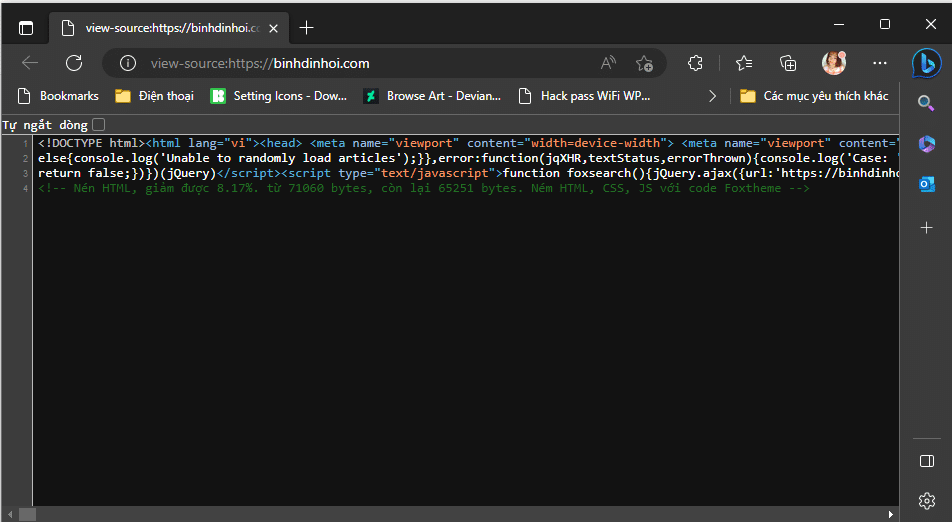 view-source:https://binhdinhoi.cc
view-source:https://binhdinhoi.com
Bookmarks
Điện thoại
Setting Icons - Dow...
Browse Art - Devian...
Hack pass WiFi WP...
Các mục yêu thích khác
Tự ngắt dòng
1 <!DOCTYPE html><html lang="vi"><head> <meta name="viewport" content="width=device-width"> <meta name="viewport" content="
2 else{console.log('Unable to randomly load articles');}},error:function(jqXHR,textStatus,errorThrown){console.log('Case: '
3 return false;})})(jQuery)</script><script type="text/javascript">function foxsearch(){jQuery.ajax({url:'https://binhdinho
4 <!-- Nén HTML, giảm được 8.17%. từ 71060 bytes, còn lại 65251 bytes. Ném HTML, CSS, JS với code Foxtheme -->